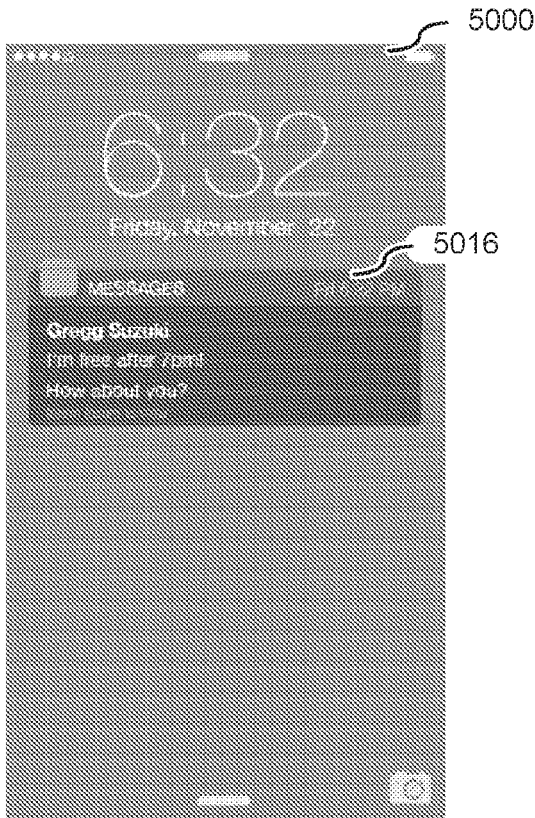 5000
6:32
Friday, November 22
5016
MESSAGES
Gregg Suzuki
I'm free after 7pm!
How about you?